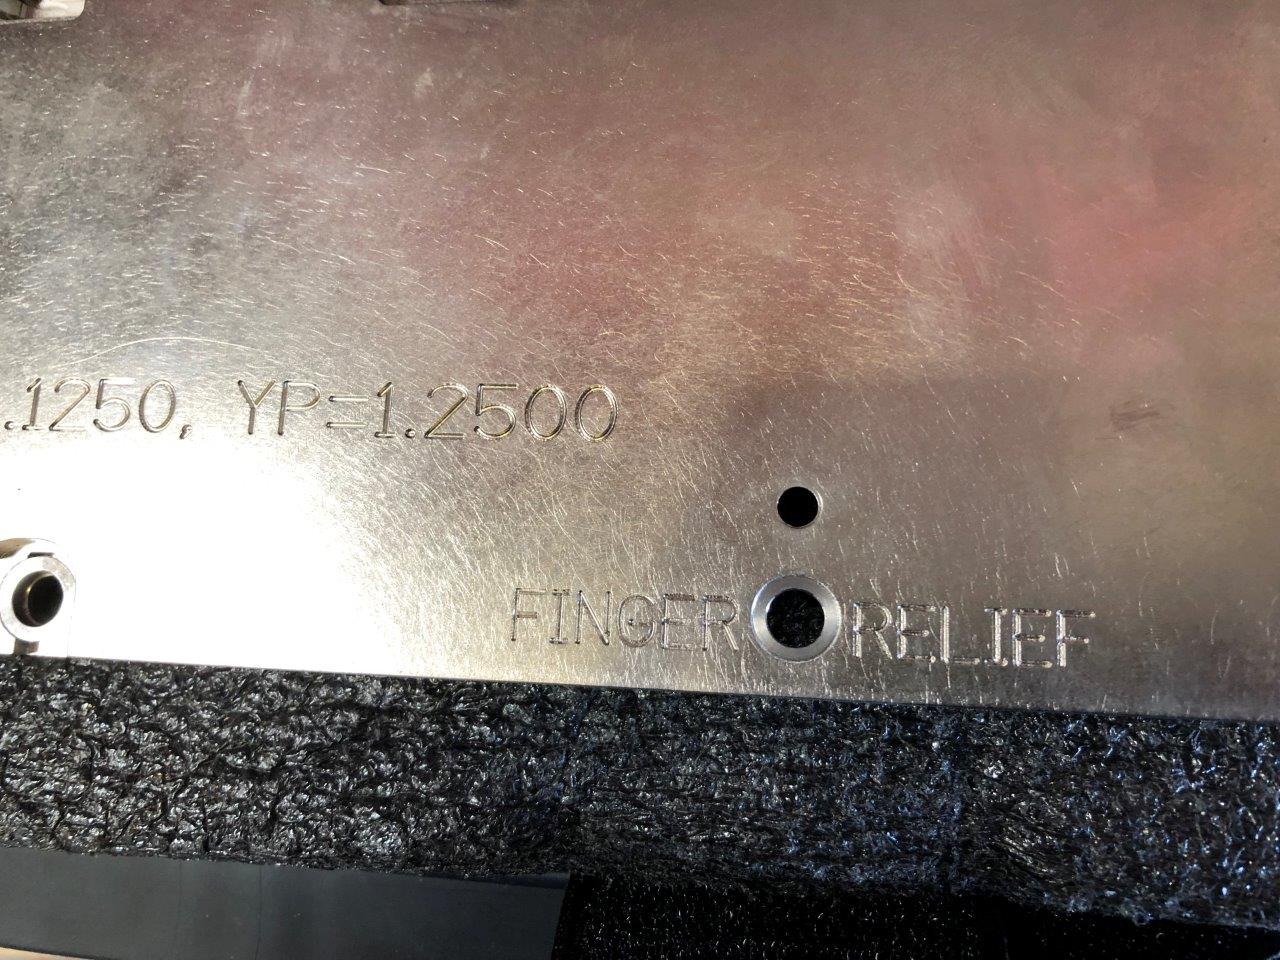 .1250, YP=1.2500
FINGER RELIEF